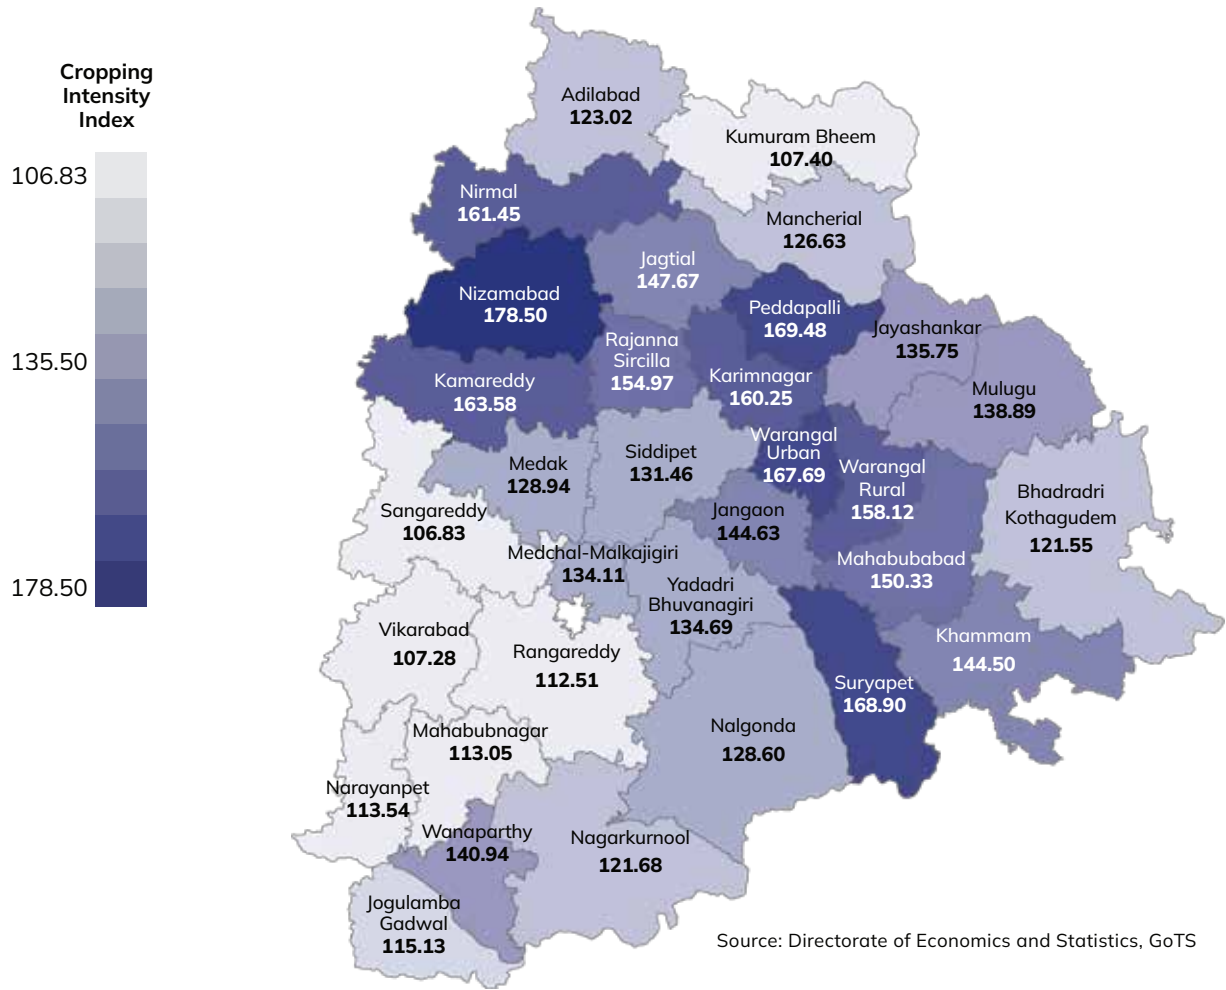 Cropping
Intensity
Index
106.83
135.50
178.50
Adilabad
123.02
Kumuram Bheem
107.40
Nirmal
161.45
Mancherial
126.63
Jagtial
147.67
Nizamabad
178.50
Peddapalli
169.48
Jayashankar
135.75
Rajanna
Sircilla
154.97
Kamareddy
163.58
Karimnagar
160.25
Mulugu
138.89
Warangal
Urban
167.69
Siddipet
131.46
Medak
128.94
Warangal
Rural
158.12
Bhadradri
Kothagudem
121.55
Sangareddy
106.83
Jangaon
144.63
Medchal-Malkajigiri
134.11
Mahabubabad
150.33
Yadadri
Bhuvanagiri
134.69
Vikarabad
107.28
Rangareddy
112.51
Khammam
144.50
Suryapet
168.90
Mahabubnagar
113.05
Nalgonda
128.60
Narayanpet
113.54
Wanaparthy
140.94
Nagarkurnool
121.68
Jogulamba
Gadwal
115.13
Source: Directorate of Economics and Statistics, GoTS